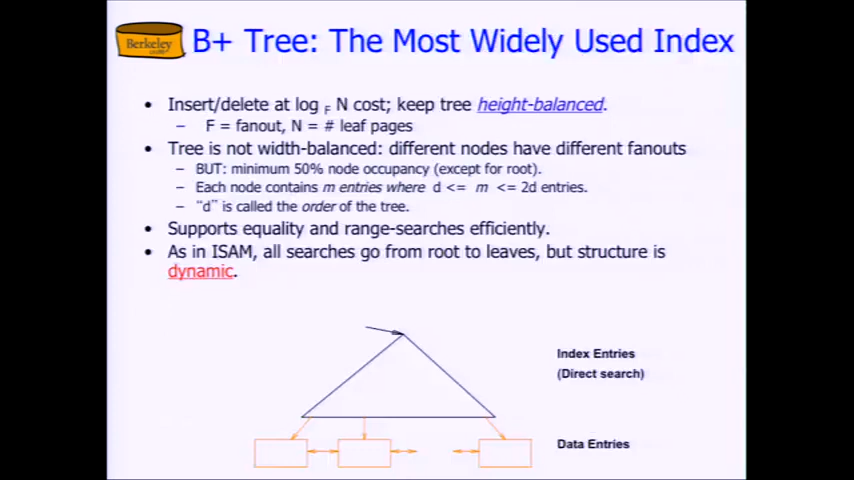 Berkeley
B+ Tree: The Most Widely Used Index
• Insert/delete at log F N cost; keep tree height-balanced.
– F = fanout, N = # leaf pages
• Tree is not width-balanced: different nodes have different fanouts
– BUT: minimum 50% node occupancy (except for root).
– Each node contains m entries where d <= m <= 2d entries.
– “d” is called the order of the tree.
• Supports equality and range-searches efficiently.
• As in ISAM, all searches go from root to leaves, but structure is
dynamic.
Index Entries
(Direct search)
Data Entries